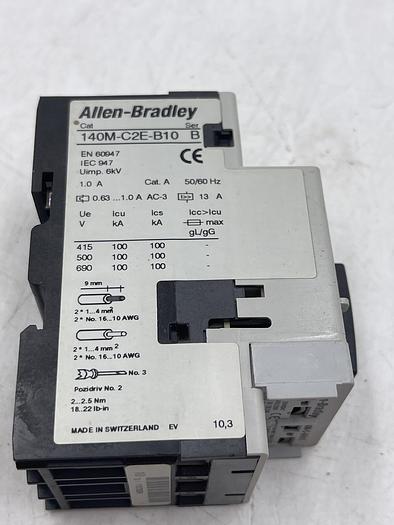 Allen-Bradley
Cat Ser
140M-C2E-B10 B
EN 60947
IEC 947
Uimp. 6kV
CE
1.0 A Cat. A 50/60 Hz
0.63 ...1.0 A AC-3 13 A
Ue Icu Ics Icc>Icu
V kA kA max
gL/gG
415 100 100 -
500 100 100 -
690 100 100 -
9 mm
2 * 1...4 mm²
2 * No. 16...10 AWG
2 * 1...4 mm²
2 * No. 16...10 AWG
No. 3
Pozidriv No. 2
2...2.5 Nm
18...22 lb-in
MADE IN SWITZERLAND EV 10,3